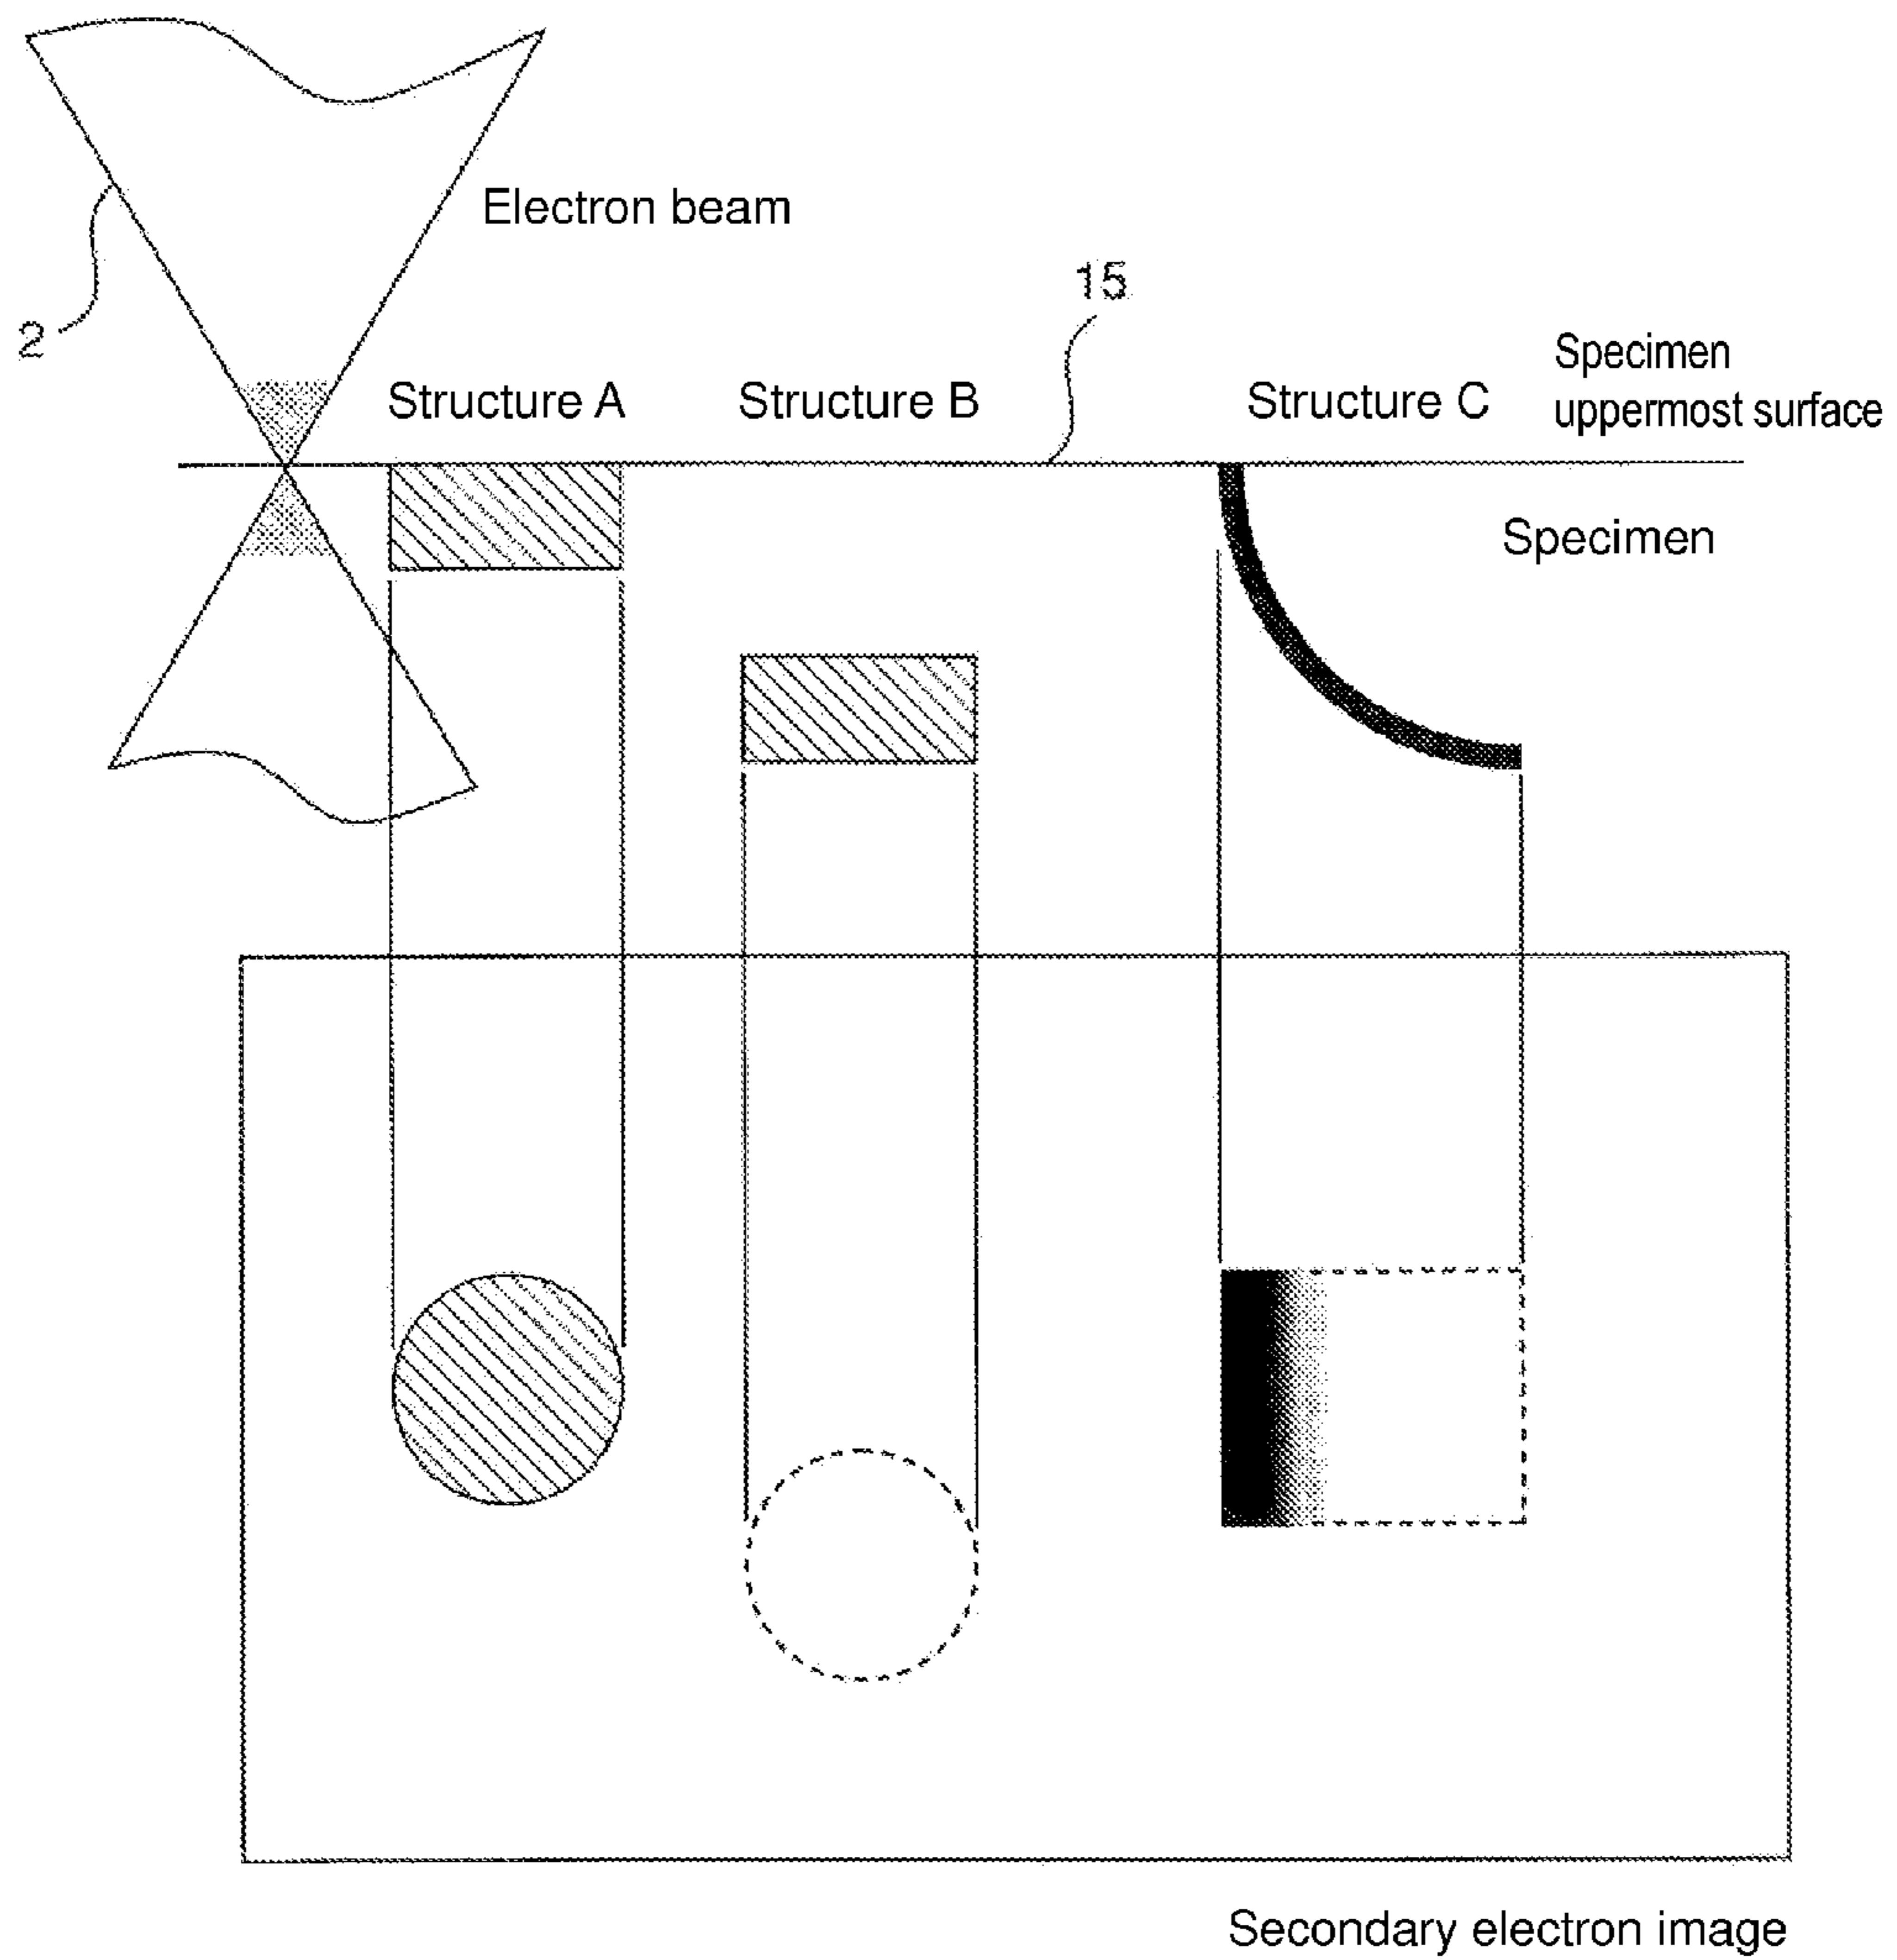 Electron beam
2
15
Structure A
Structure B
Structure C
Specimen
uppermost surface
Specimen
Secondary electron image